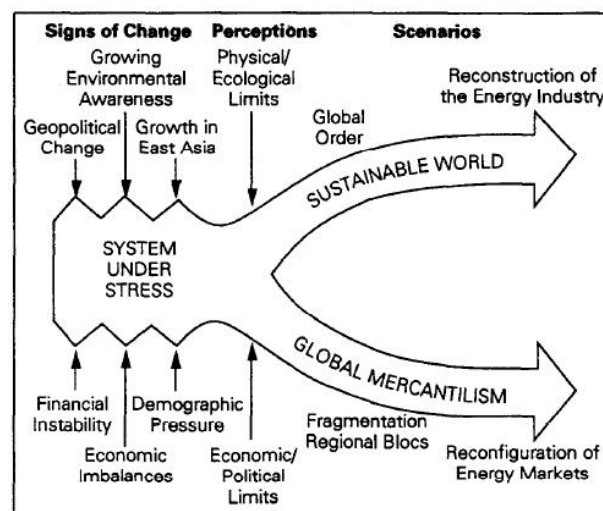 Signs of Change Perceptions Scenarios
Growing
Environmental
Awareness
Physical/
Ecological
Limits
Geopolitical
Change
Growth in
East Asia
Global
Order
Reconstruction of
the Energy Industry
SUSTAINABLE WORLD
SYSTEM
UNDER
STRESS
GLOBAL MERCANTILISM
Financial
Instability
Demographic
Pressure
Economic
Imbalances
Economic/
Political
Limits
Fragmentation
Regional Blocs
Reconfiguration of
Energy Markets